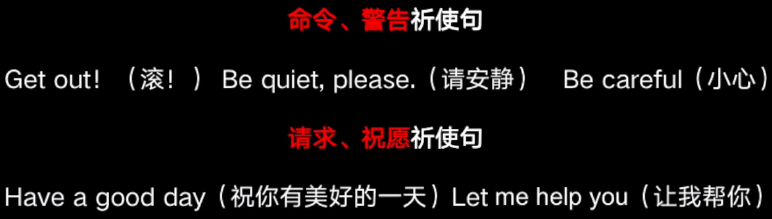 命令、警告祈使句
Get out! （滚！） Be quiet, please.（请安静） Be careful（小心）
请求、祝愿祈使句
Have a good day（祝你有美好的一天）Let me help you（让我帮你）